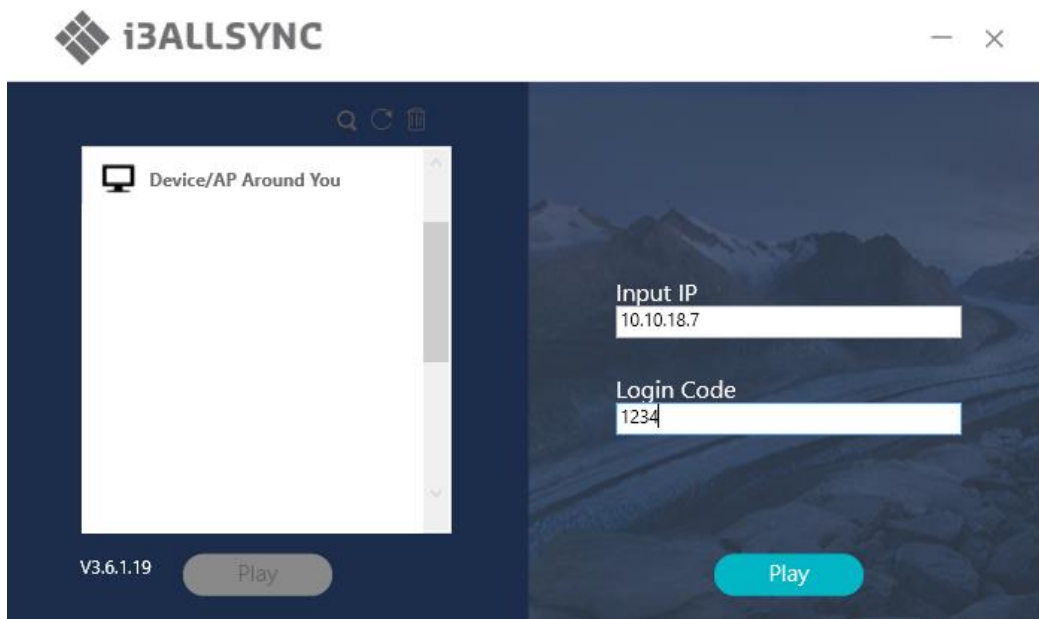 i3ALLSYNC
Device/AP Around You
V3.6.1.19
Play
Input IP
10.10.18.7
Login Code
1234
Play